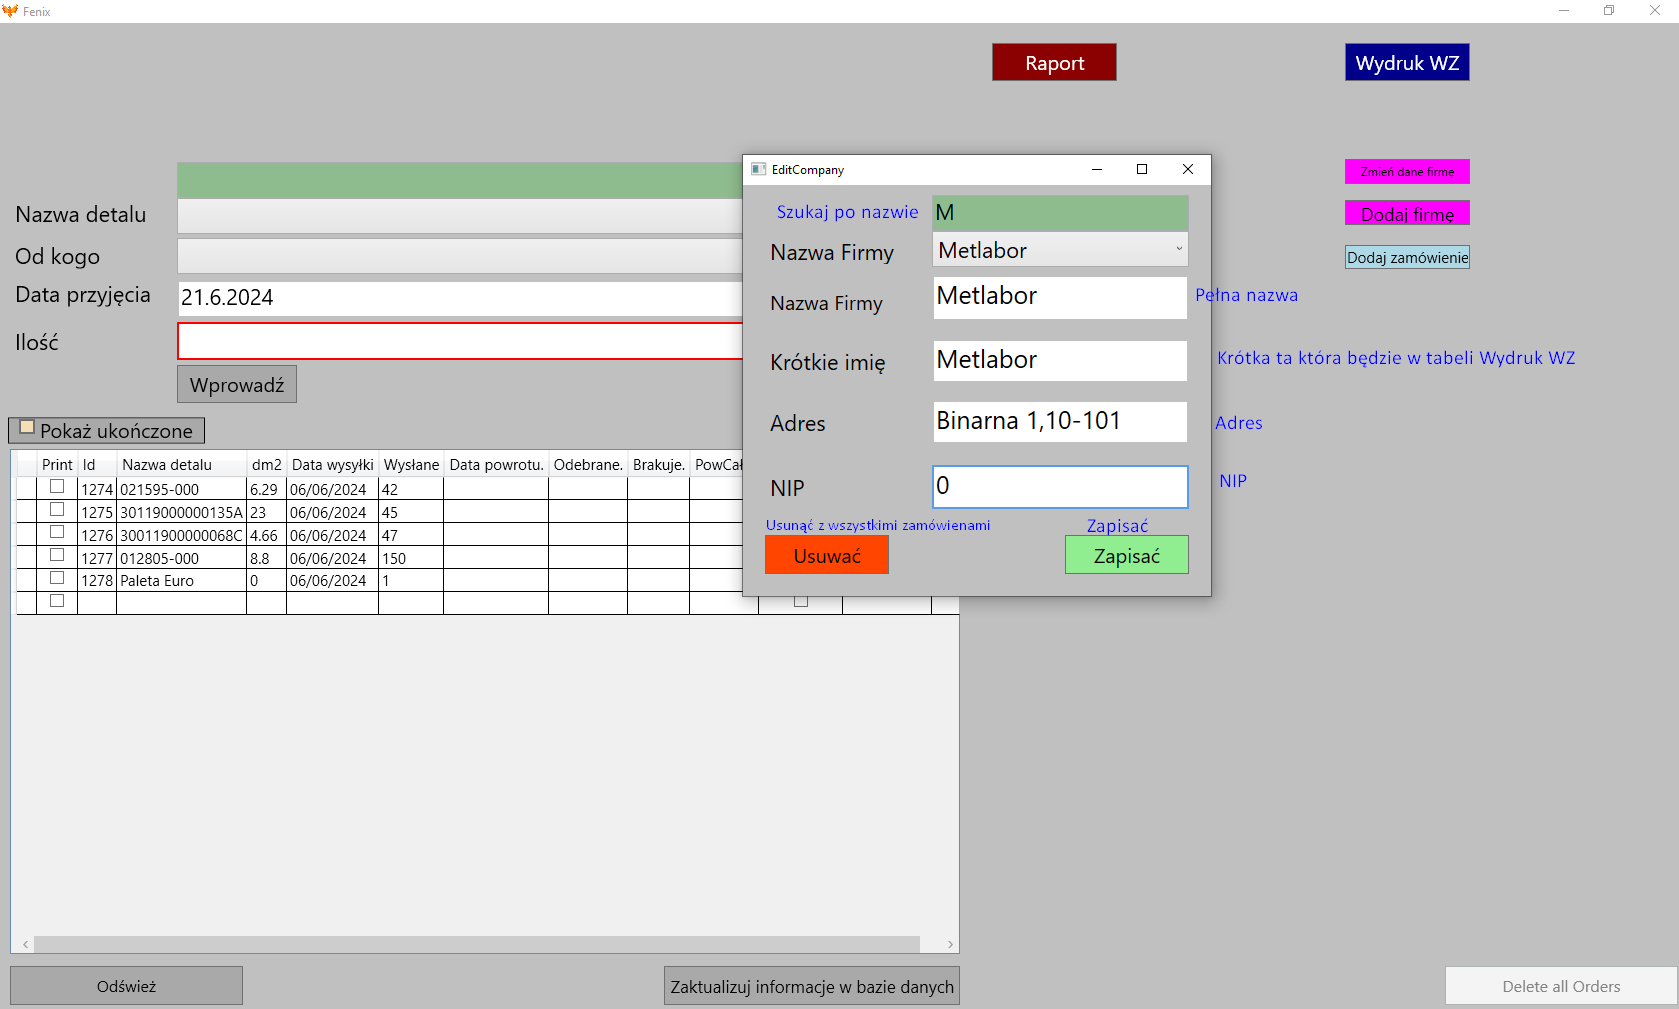 Fenix
Raport
Wydruk WZ
Zmień dane firmę
Dodaj firmę
Dodaj zamówienie
Nazwa detalu
Od kogo
Data przyjęcia
21.6.2024
Ilość
Wprowadź
Pokaż ukończone
EditCompany
Szukaj po nazwie
M
Nazwa Firmy
Metlabor
Nazwa Firmy
Metlabor
Pełna nazwa
Krótkie imię
Metlabor
Krótka ta która będzie w tabeli Wydruk WZ
Adres
Binarna 1,10-101
Adres
NIP
0
NIP
Usunąć z wszystkimi zamówienami
Zapisać
Usuwać
Zapisać
Print Id Nazwa detalu dm2 Data wysyłki Wysłane Data powrotu. Odebrane. Brakuje. PowCał
1274 021595-000 6.29 06/06/2024 42
1275 30119000000135A 23 06/06/2024 45
1276 30011900000068C 4.66 06/06/2024 47
1277 012805-000 8.8 06/06/2024 150
1278 Paleta Euro 0 06/06/2024 1
Odśwież
Zaktualizuj informacje w bazie danych
Delete all Orders